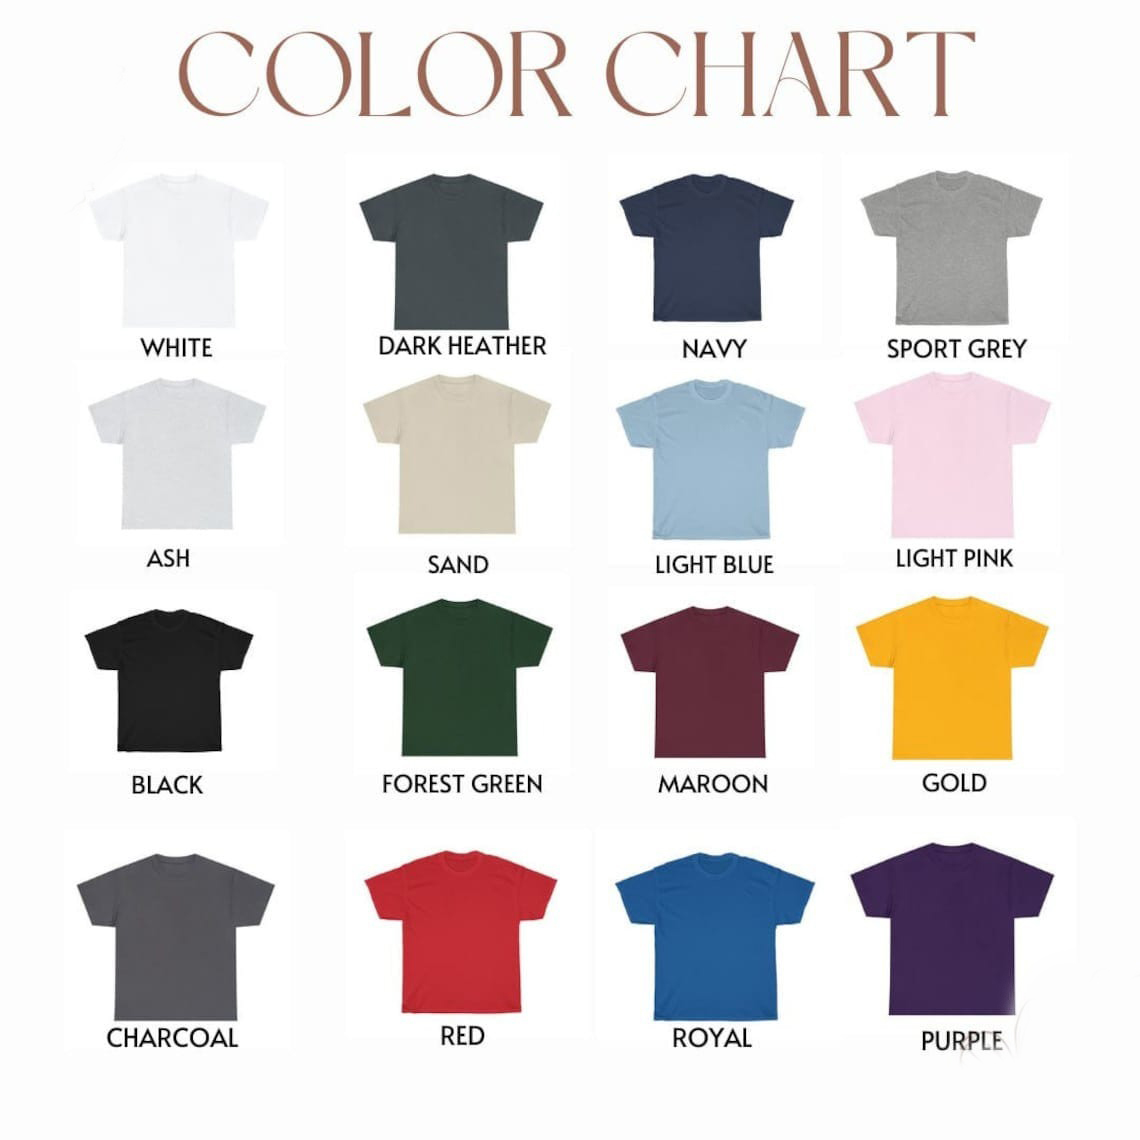 COLOR CHART
WHITE
DARK HEATHER
NAVY
SPORT GREY
ASH
SAND
LIGHT BLUE
LIGHT PINK
BLACK
FOREST GREEN
MAROON
GOLD
CHARCOAL
RED
ROYAL
PURPLE